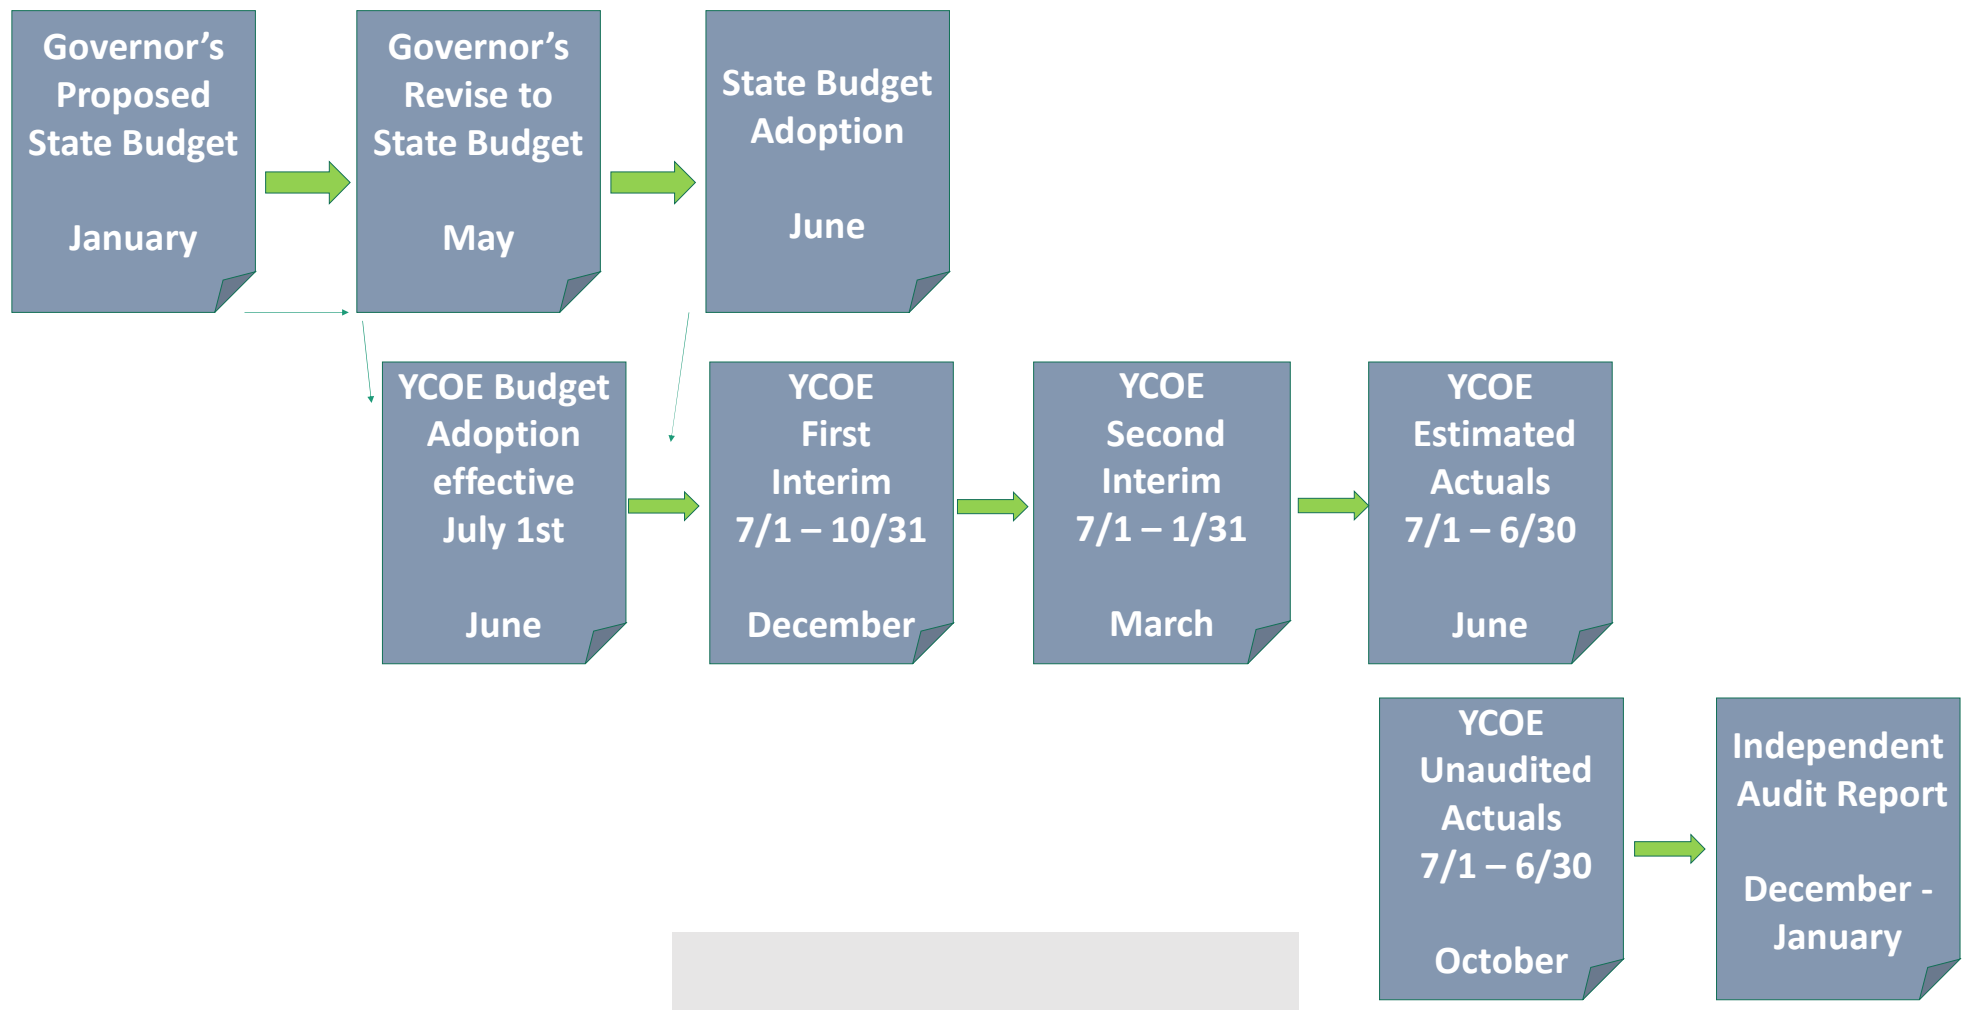 Governor’s
Proposed
State Budget
January
Governor’s
Revise to
State Budget
May
State Budget
Adoption
June
YCOE Budget
Adoption
effective
July 1st
June
YCOE
First
Interim
7/1 – 10/31
December
YCOE
Second
Interim
7/1 – 1/31
March
YCOE
Estimated
Actuals
7/1 – 6/30
June
YCOE
Unaudited
Actuals
7/1 – 6/30
October
Independent
Audit Report
December -
January